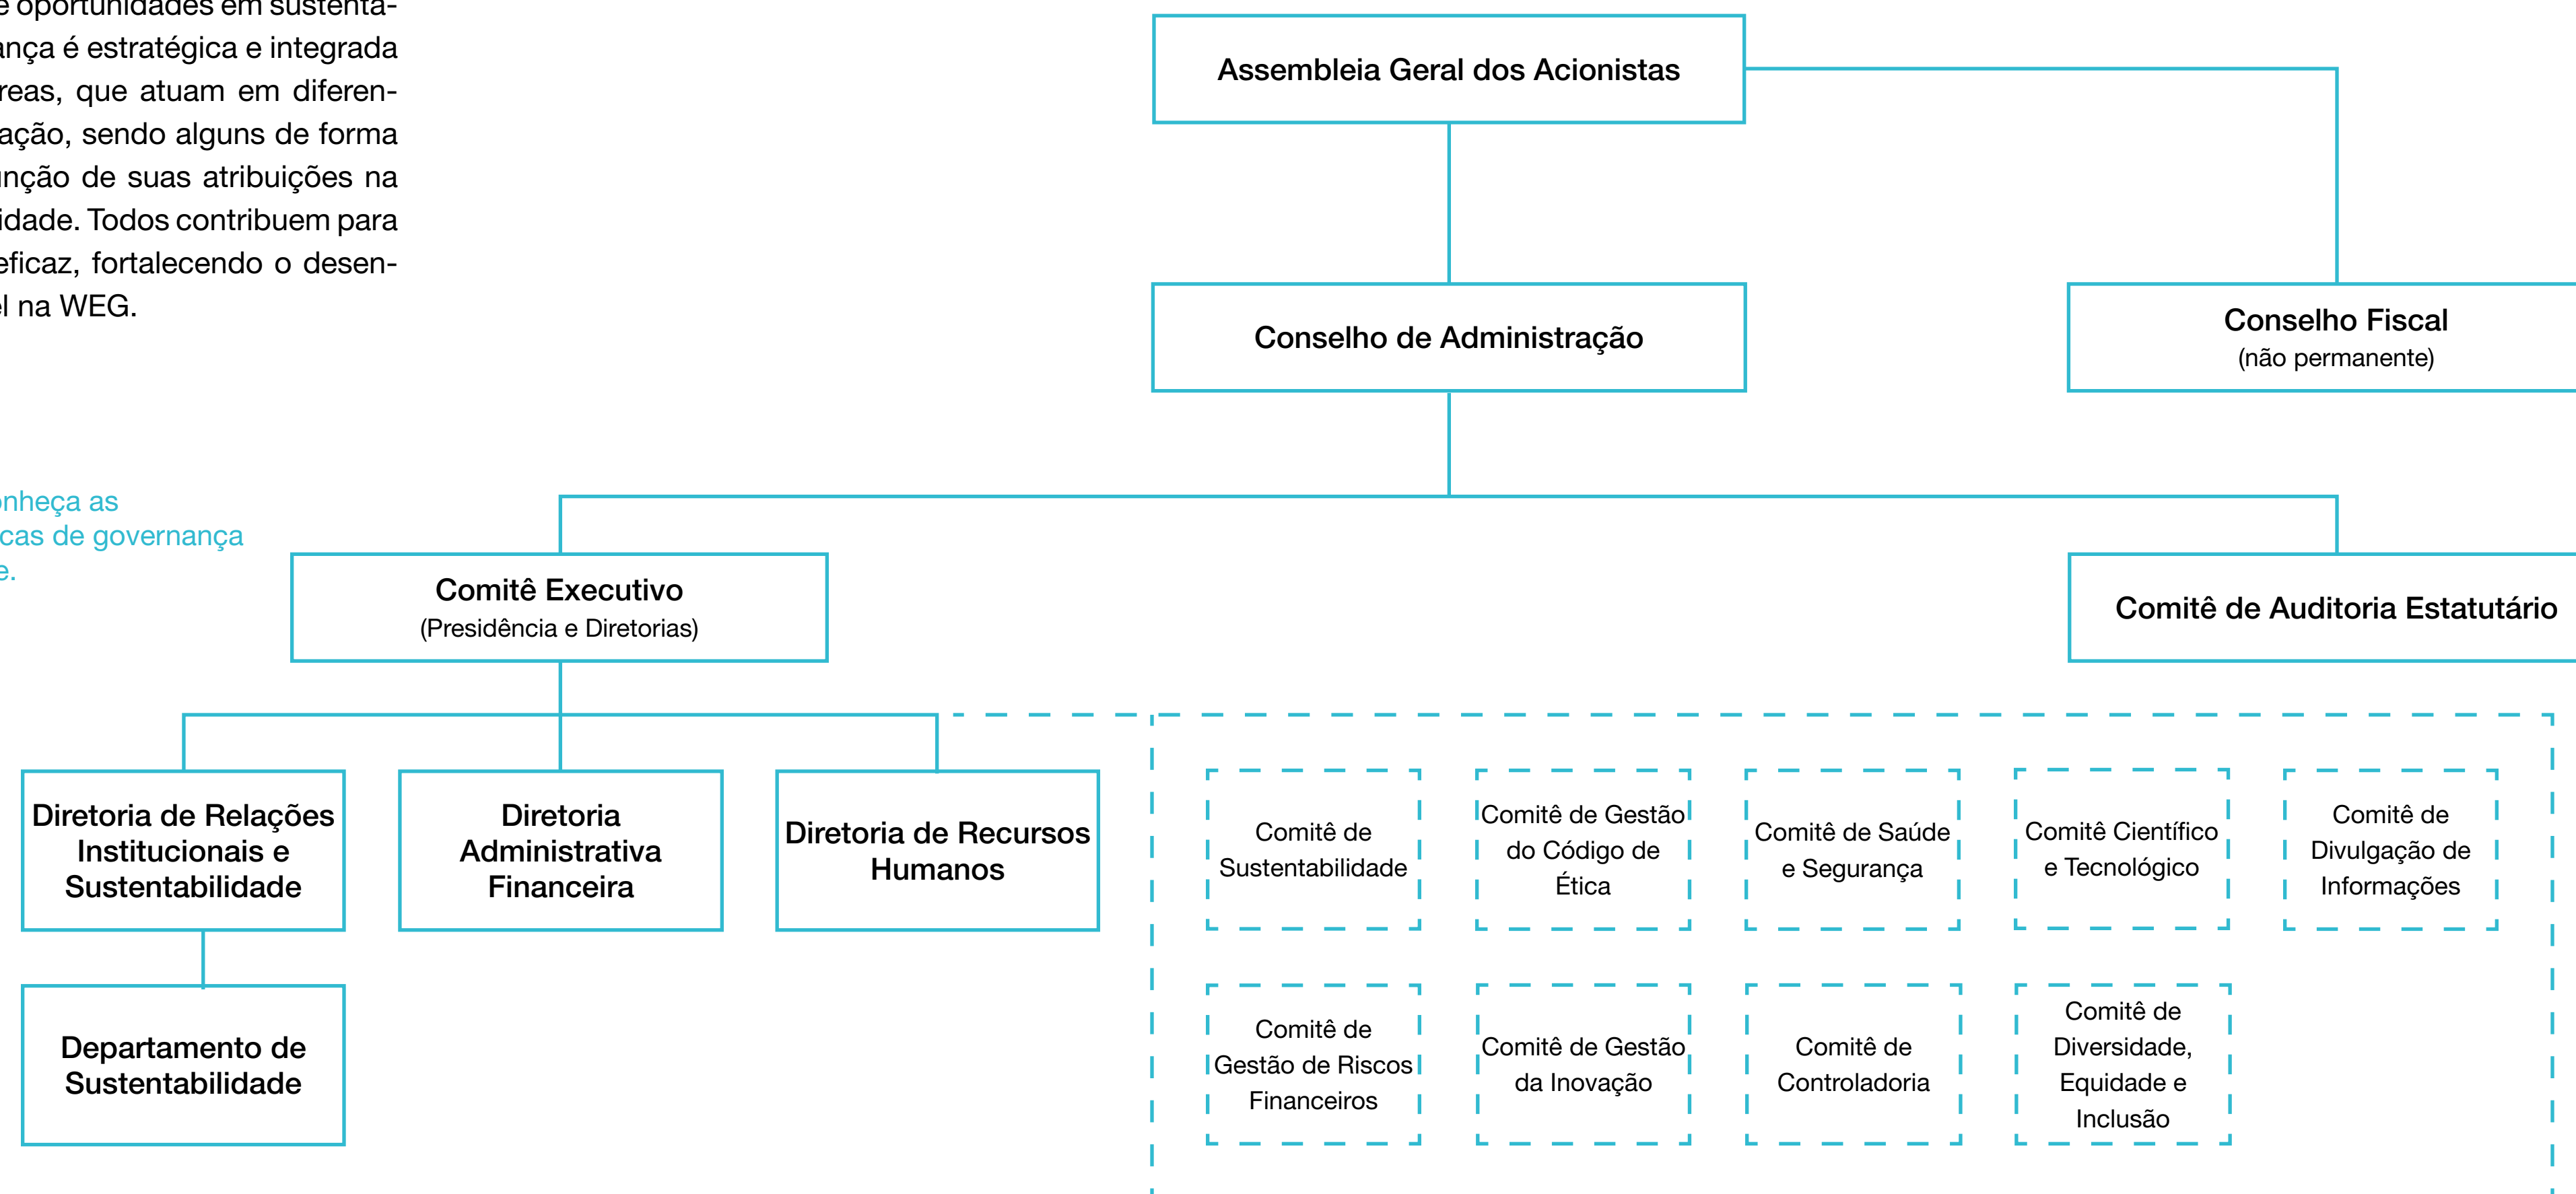 e oportunidades em sustenta-
ança é estratégica e integrada
reas, que atuam em diferen-
ação, sendo alguns de forma
unção de suas atribuições na
idade. Todos contribuem para
eficaz, fortalecendo o desen-
el na WEG.
onheça as
icas de governança
e.
Assembleia Geral dos Acionistas
Conselho de Administração
Conselho Fiscal
(não permanente)
Comitê Executivo
(Presidência e Diretorias)
Comitê de Auditoria Estatutário
Diretoria de Relações
Institucionais e
Sustentabilidade
Diretoria
Administrativa
Financeira
Diretoria de Recursos
Humanos
Comitê de
Sustentabilidade
Comitê de Gestão
do Código de
Ética
Comitê de Saúde
e Segurança
Comitê Científico
e Tecnológico
Comitê de
Divulgação de
Informações
Departamento de
Sustentabilidade
Comitê de
Gestão de Riscos
Financeiros
Comitê de Gestão
da Inovação
Comitê de
Controladoria
Comitê de
Diversidade,
Equidade e
Inclusão